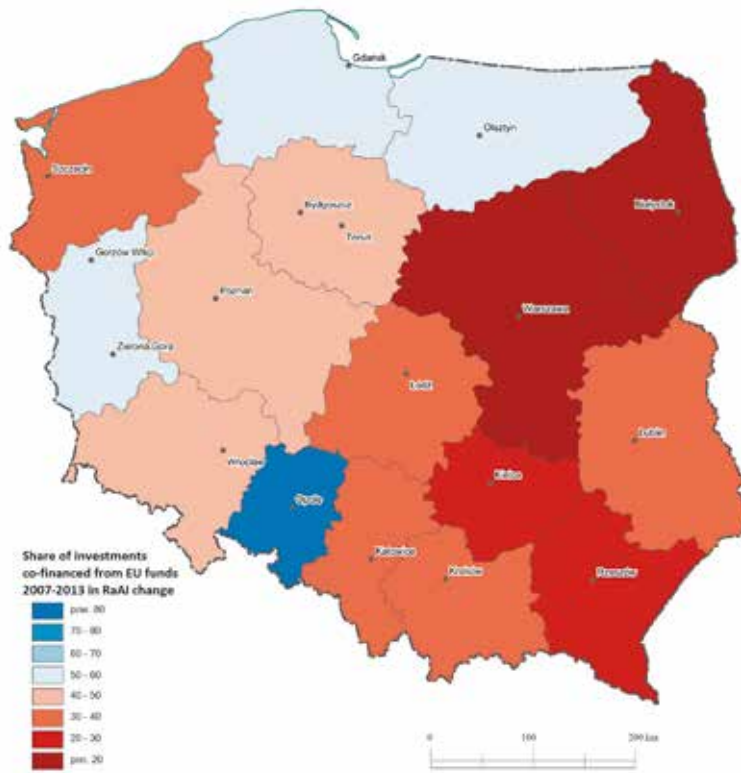 Gdańsk
Olsztyn
Szczecin
Bydgoszcz
Białystok
Toruń
Gorzów Wlkp
Poznań
Warszawa
Zielona Góra
Łódź
Lublin
Wrocław
Kielce
Opole
Share of investments
co-financed from EU funds
2007-2013 in RaAI change
Katowice
Kraków
Rzeszów
pow. 80
70 - 80
60 - 70
50 - 60
40 - 50
30 - 40
20 - 30
pon. 20
0 100 200 km